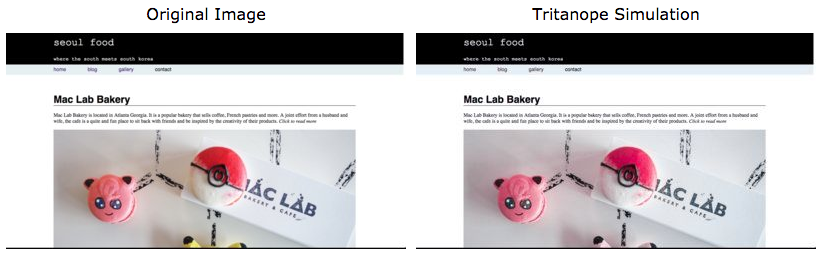 Original Image
seoul food
where the south meets south korea
home blog gallery contact
Mac Lab Bakery
Mac Lab Bakery is located in Atlanta Georgia. It is a popular bakery that sells coffee, French pastries and more. A joint effort from a husband and
wife, the cafe is a quite and fun place to sit back with friends and be inspired by the creativity of their products. Click to read more
MAC LAB
BAKERY & CAFE
Tritanope Simulation
seoul food
where the south meets south korea
home blog gallery contact
Mac Lab Bakery
Mac Lab Bakery is located in Atlanta Georgia. It is a popular bakery that sells coffee, French pastries and more. A joint effort from a husband and
wife, the cafe is a quite and fun place to sit back with friends and be inspired by the creativity of their products. Click to read more
MAC LAB
BAKERY & CAFE